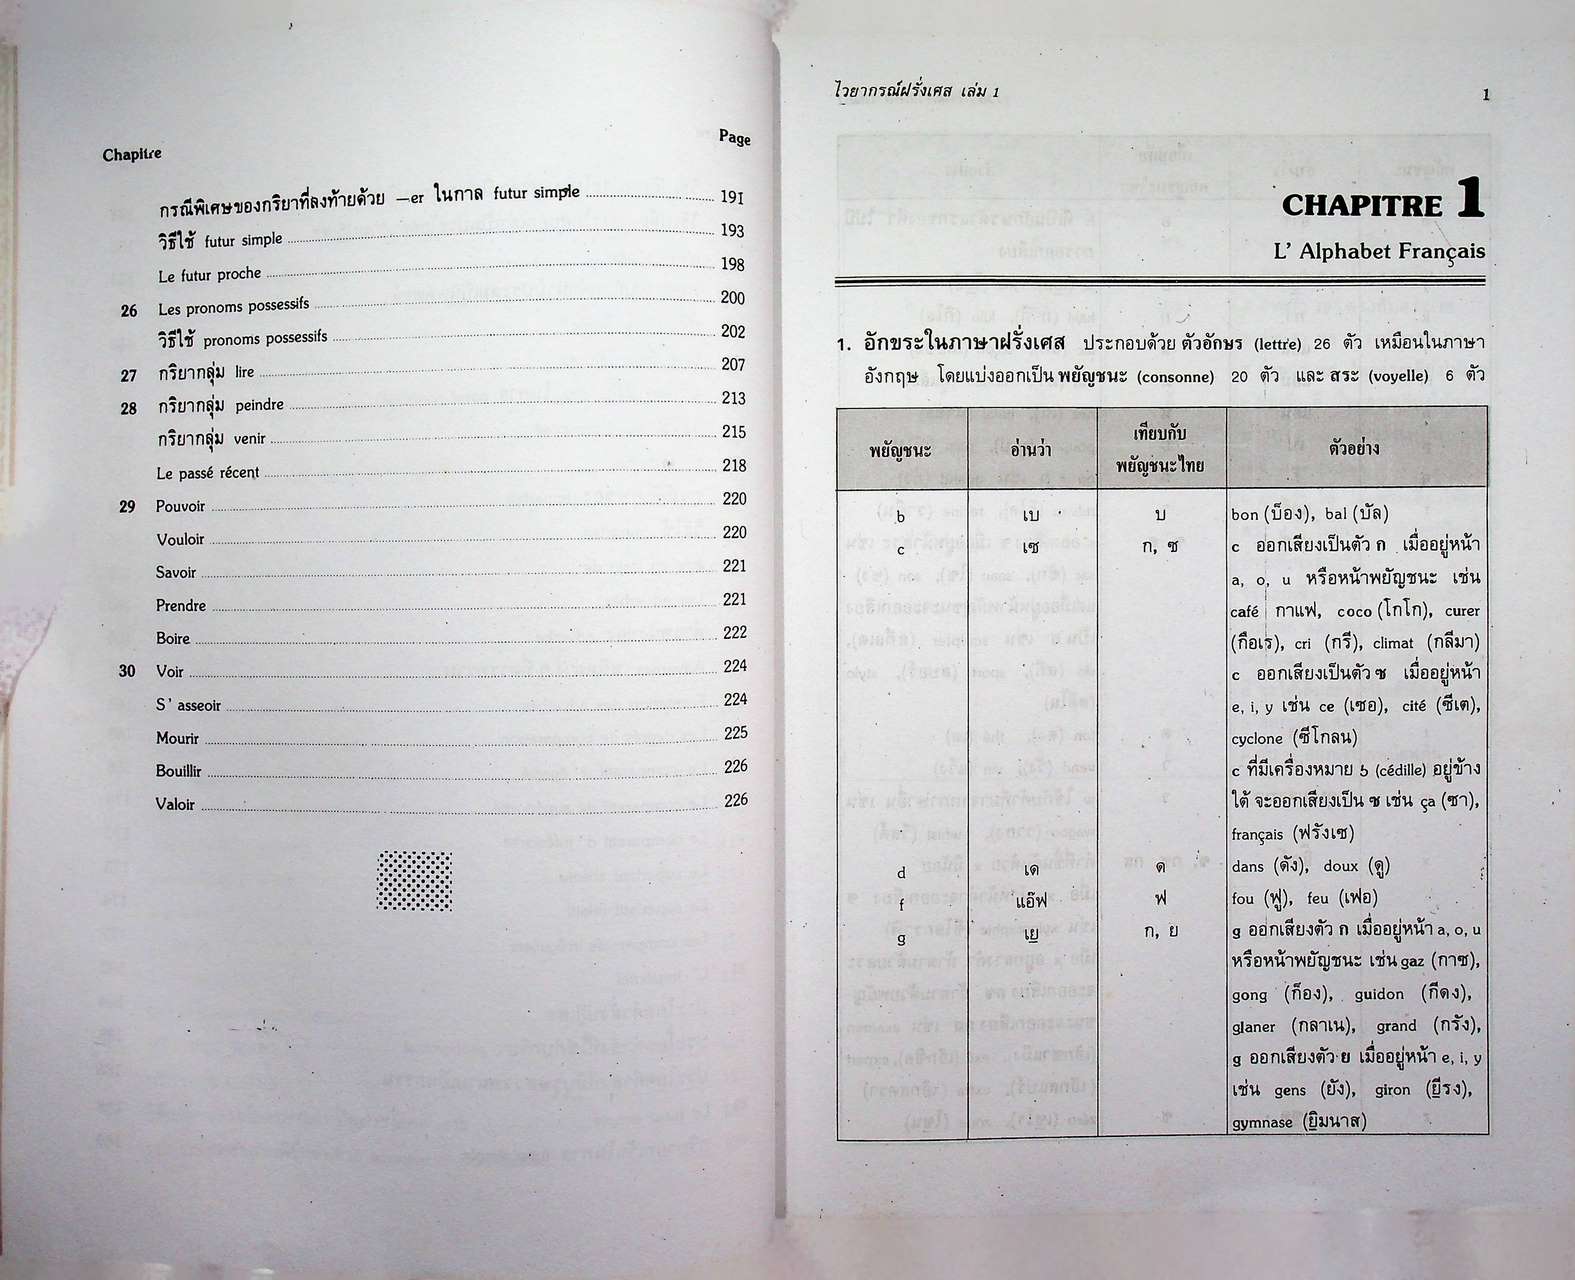 Chapitre Page
กรณีพิเศษของกริยาที่ลงท้ายด้วย –er ในกาล futur simple 191
วิธีใช้ futur simple 193
Le futur proche 198
26 Les pronoms possessifs 200
วิธีใช้ pronoms possessifs 202
27 กริยากลุ่ม lire 207
28 กริยากลุ่ม peindre 213
กริยากลุ่ม venir 215
Le passé récent 218
29 Pouvoir 220
Vouloir 220
Savoir 221
Prendre 221
Boire 222
30 Voir 224
S' asseoir 224
Mourir 225
Bouillir 226
Valoir 226
ไวยากรณ์ฝรั่งเศส เล่ม 1 1
CHAPITRE 1
L' Alphabet Français
1. อักขระในภาษาฝรั่งเศส ประกอบด้วย ตัวอักษร (lettre) 26 ตัว เหมือนในภาษา
อังกฤษ โดยแบ่งออกเป็น พยัญชนะ (consonne) 20 ตัว และ สระ (voyelle) 6 ตัว
พยัญชนะ อ่านว่า เทียบกับ ตัวอย่าง
พยัญชนะไทย
b เบ บ bon (บ็อง), bal (บัล)
c เซ ก, ซ c ออกเสียงเป็นตัว ก เมื่ออยู่หน้า
a, o, u หรือหน้าพยัญชนะ เช่น
café กาแฟ, coco (โกโก), curer
(กือเร), cri (กรี), climat (กลีมา)
c ออกเสียงเป็นตัว ซ เมื่ออยู่หน้า
e, i, y เช่น ce (เซอ), cité (ซีเต),
cyclone (ซีโกลน)
c ที่มีเครื่องหมาย ̧ (cédille) อยู่ข้าง
ใต้ จะออกเสียงเป็น ซ เช่น ça (ซา),
français (ฟรังเซ)
d เด ด dans (ดัง), doux (ดู)
f แอ๊ฟ ฟ fou (ฟู), feu (เฟอ)
g เย ก, ย g ออกเสียงตัว ก เมื่ออยู่หน้า a, o, u
หรือหน้าพยัญชนะ เช่น gaz (กาซ),
gong (ก็อง), guidon (กีดง),
glaner (กลาเน), grand (กรัง),
g ออกเสียงตัว ย เมื่ออยู่หน้า e, i, y
เช่น gens (ยัง), giron (ยีรง),
gymnase (ยิมนาส)